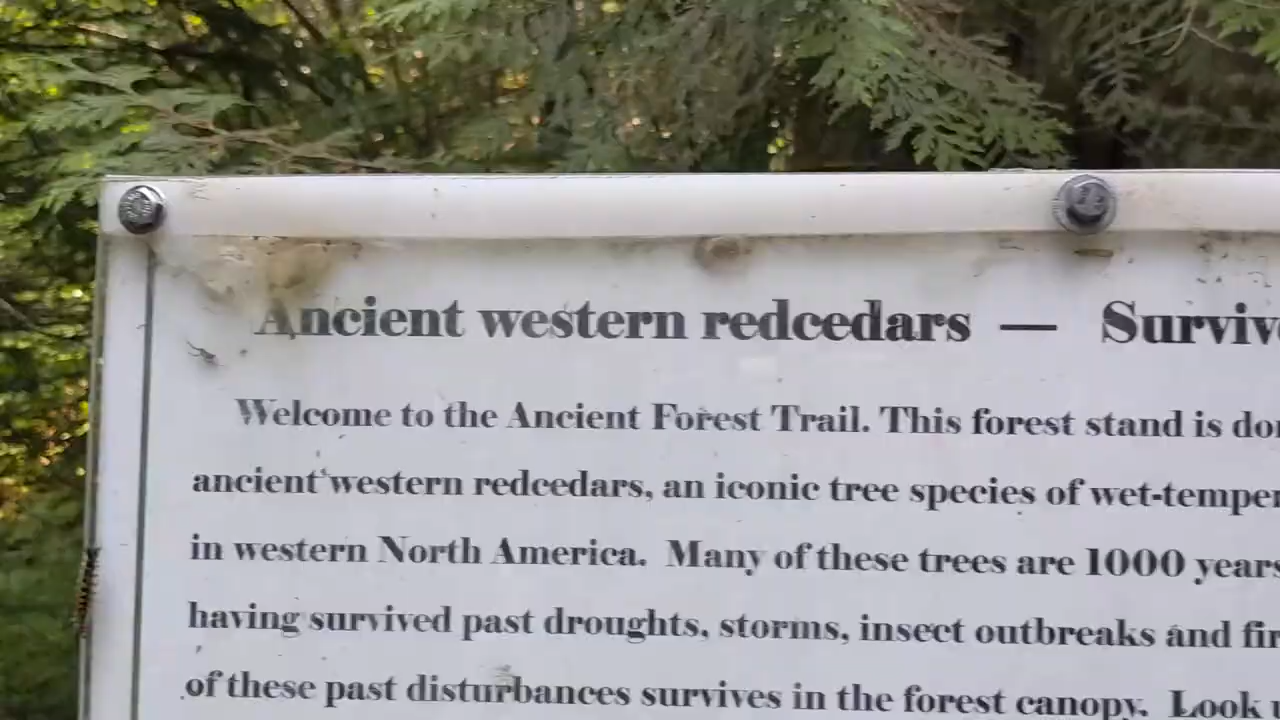 Ancient western redcedars — Surviv
Welcome to the Ancient Forest Trail. This forest stand is do
ancient western redcedars, an iconic tree species of wet-temper
in western North America. Many of these trees are 1000 years
having survived past droughts, storms, insect outbreaks and fir
of these past disturbances survives in the forest canopy. Look